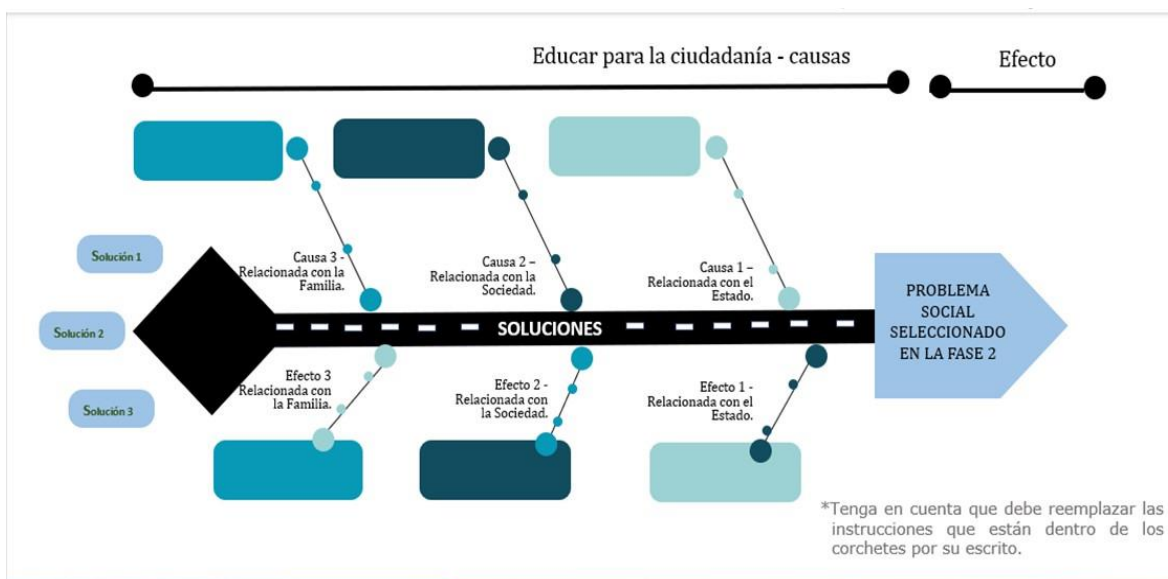 Educar para la ciudadanía - causas
Efecto
Solución 1
Solución 2
Solución 3
Causa 3 -
Relacionada con la
Familia.
Causa 2 –
Relacionada con la
Sociedad.
Causa 1 –
Relacionada con el
Estado.
SOLUCIONES
PROBLEMA
SOCIAL
SELECCIONADO
EN LA FASE 2
Efecto 3
Relacionada con
la Familia.
Efecto 2 -
Relacionada con
la Sociedad.
Efecto 1 -
Relacionada con el
Estado.
*Tenga en cuenta que debe reemplazar las
instrucciones que están dentro de los
corchetes por su escrito.